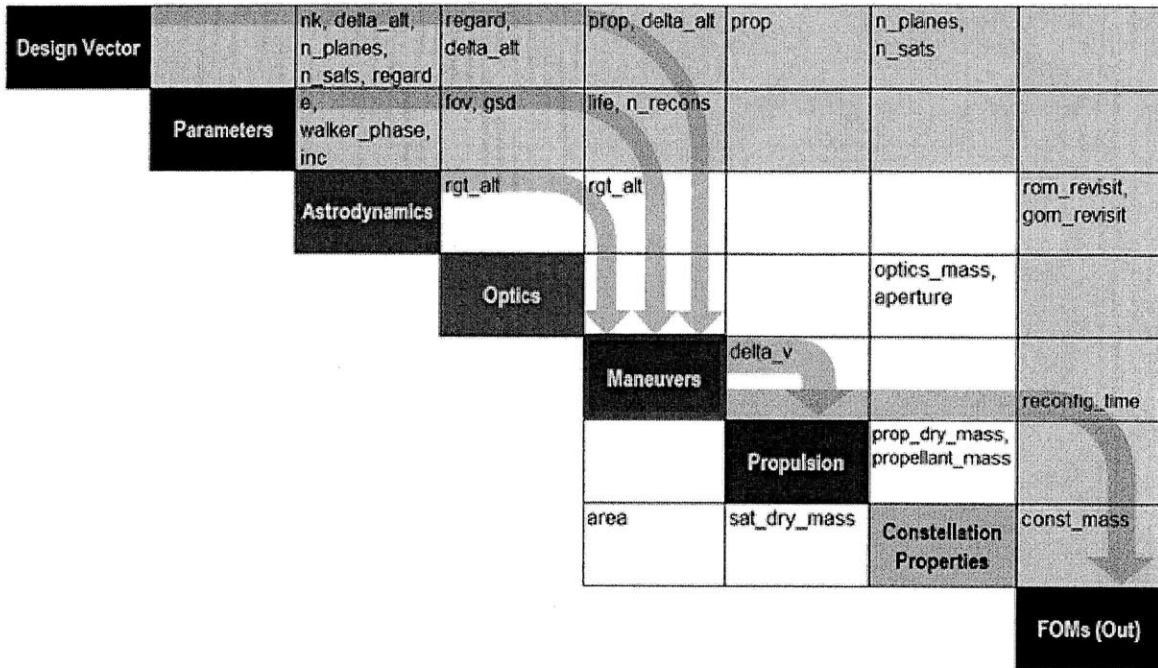 Design Vector
nk, delta_alt,
n_planes,
n_sats, regard
regard,
delta_alt
prop, delta_alt
prop
n_planes,
n_sats
Parameters
e,
walker_phase,
inc
fov, gsd
life, n_recons
Astrodynamics
rgt_alt
rgt_alt
rom_revisit,
gom_revisit
Optics
optics_mass,
aperture
Maneuvers
delta_v
reconfig_time
Propulsion
prop_dry_mass,
propellant_mass
area
sat_dry_mass
Constellation
Properties
const_mass
FOMs (Out)